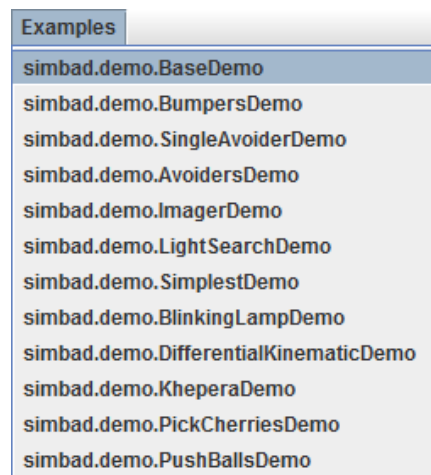 Examples
simbad.demo.BaseDemo
simbad.demo.BumpersDemo
simbad.demo.SingleAvoiderDemo
simbad.demo.AvoidersDemo
simbad.demo.ImagerDemo
simbad.demo.LightSearchDemo
simbad.demo.SimplestDemo
simbad.demo.BlinkingLampDemo
simbad.demo.DifferentialKinematicDemo
simbad.demo.KheperaDemo
simbad.demo.PickCherriesDemo
simbad.demo.PushBallsDemo